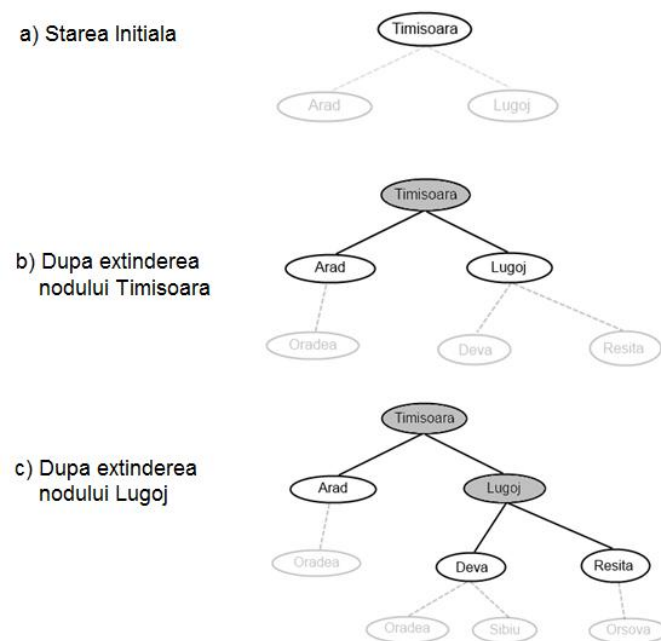 a) Starea Initiala
Timisoara
Arad
Lugoj
Timisoara
b) Dupa extinderea
nodului Timisoara
Arad
Lugoj
Oradea
Deva
Resita
Timisoara
c) Dupa extinderea
nodului Lugoj
Arad
Lugoj
Oradea
Deva
Resita
Oradea
Sibiu
Orsova